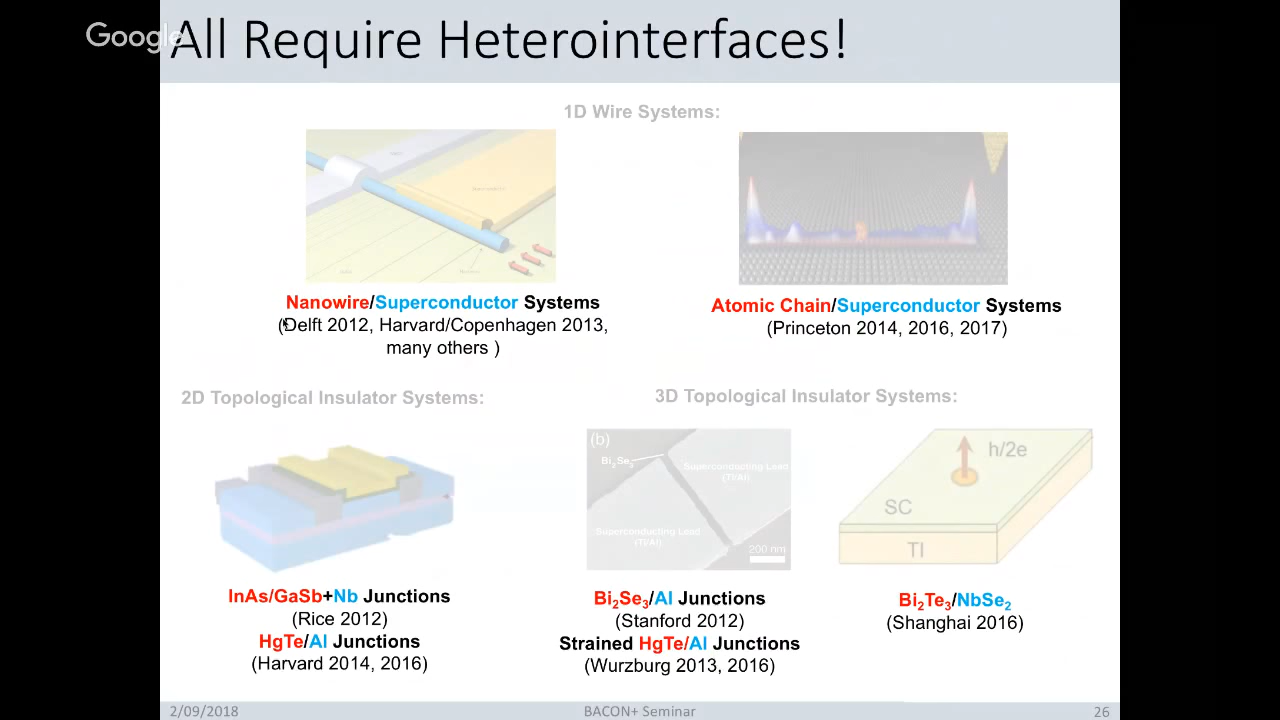 Google
All Require Heterointerfaces!
1D Wire Systems:
Nanowire/Superconductor Systems
(Delft 2012, Harvard/Copenhagen 2013,
many others )
Atomic Chain/Superconductor Systems
(Princeton 2014, 2016, 2017)
2D Topological Insulator Systems:
InAs/GaSb+Nb Junctions
(Rice 2012)
HgTe/Al Junctions
(Harvard 2014, 2016)
3D Topological Insulator Systems:
(b)
Bi2Se3
Superconducting Lead
(Ti/Al)
Superconducting Lead
(Ti/Al)
200 nm
Bi2Se3/Al Junctions
(Stanford 2012)
Strained HgTe/Al Junctions
(Wurzburg 2013, 2016)
h/2e
SC
TI
Bi2Te3/NbSe2
(Shanghai 2016)
2/09/2018
BACON+ Seminar
26